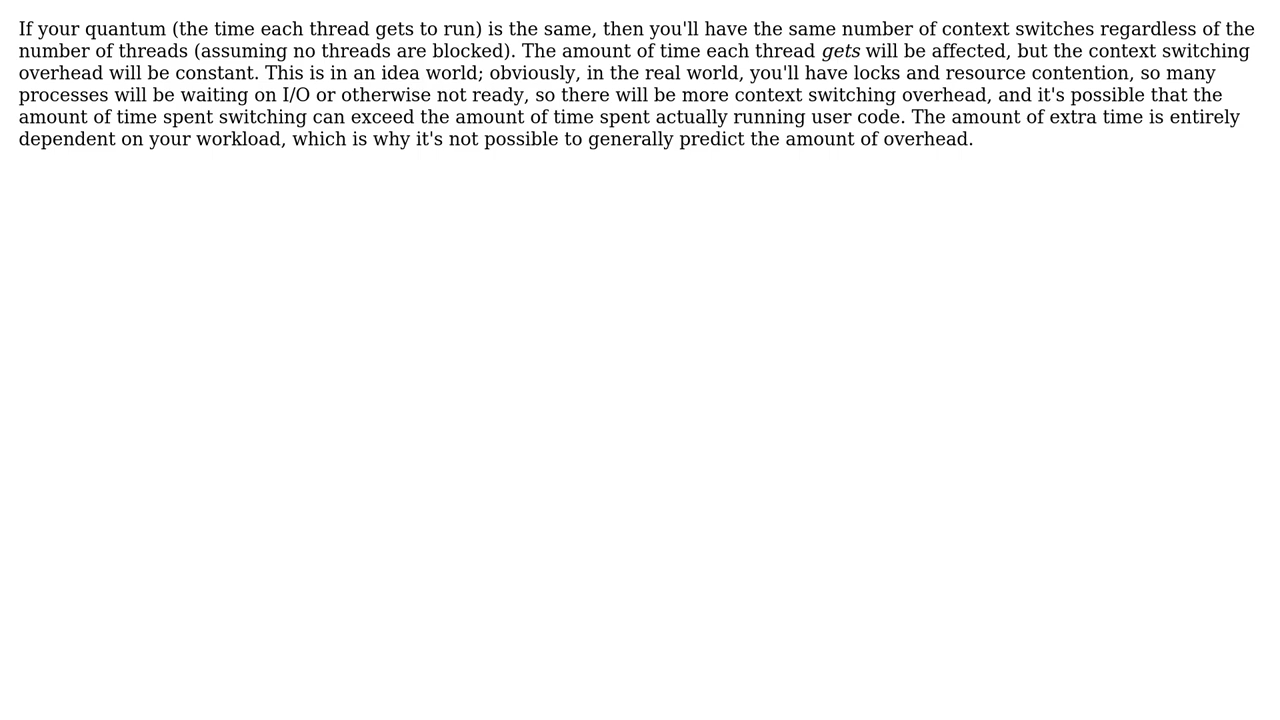 If your quantum (the time each thread gets to run) is the same, then you'll have the same number of context switches regardless of the
number of threads (assuming no threads are blocked). The amount of time each thread gets will be affected, but the context switching
overhead will be constant. This is in an idea world; obviously, in the real world, you'll have locks and resource contention, so many
processes will be waiting on I/O or otherwise not ready, so there will be more context switching overhead, and it's possible that the
amount of time spent switching can exceed the amount of time spent actually running user code. The amount of extra time is entirely
dependent on your workload, which is why it's not possible to generally predict the amount of overhead.